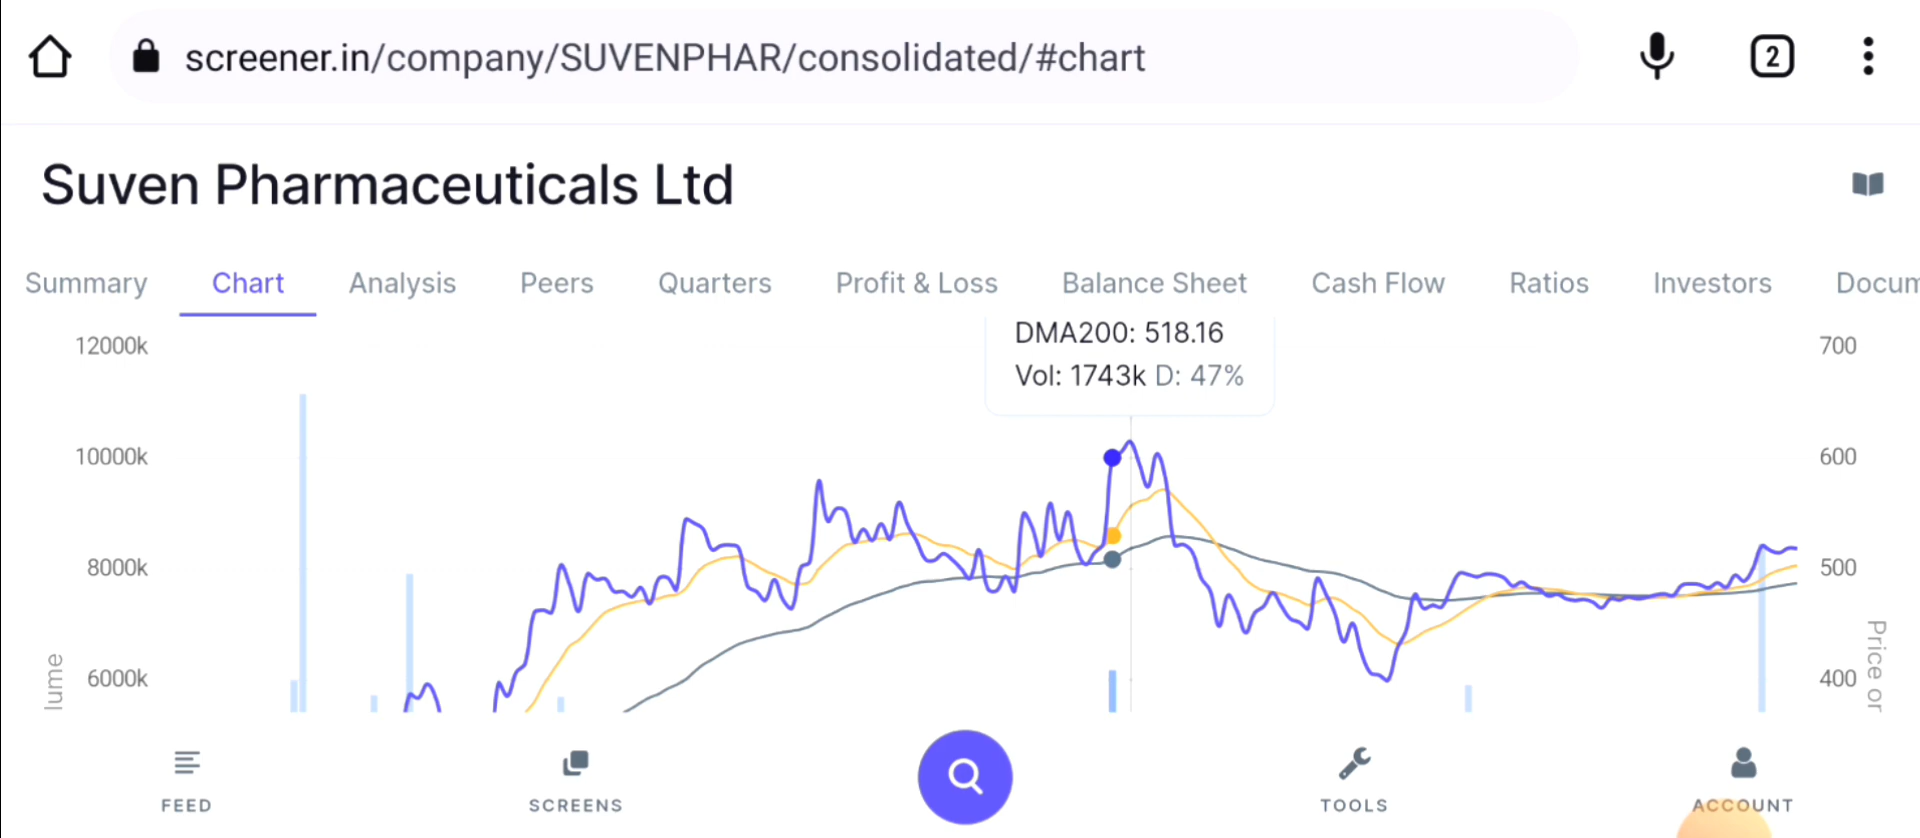 screener.in/company/SUVENPHAR/consolidated/#chart
2
Suven Pharmaceuticals Ltd
Summary Chart Analysis Peers Quarters Profit & Loss Balance Sheet Cash Flow Ratios Investors Docum
DMA200: 518.16
Vol: 1743k D: 47%
12000k 700
10000k 600
8000k 500
6000k 400
lume
Price or
FEED SCREENS TOOLS ACCOUNT